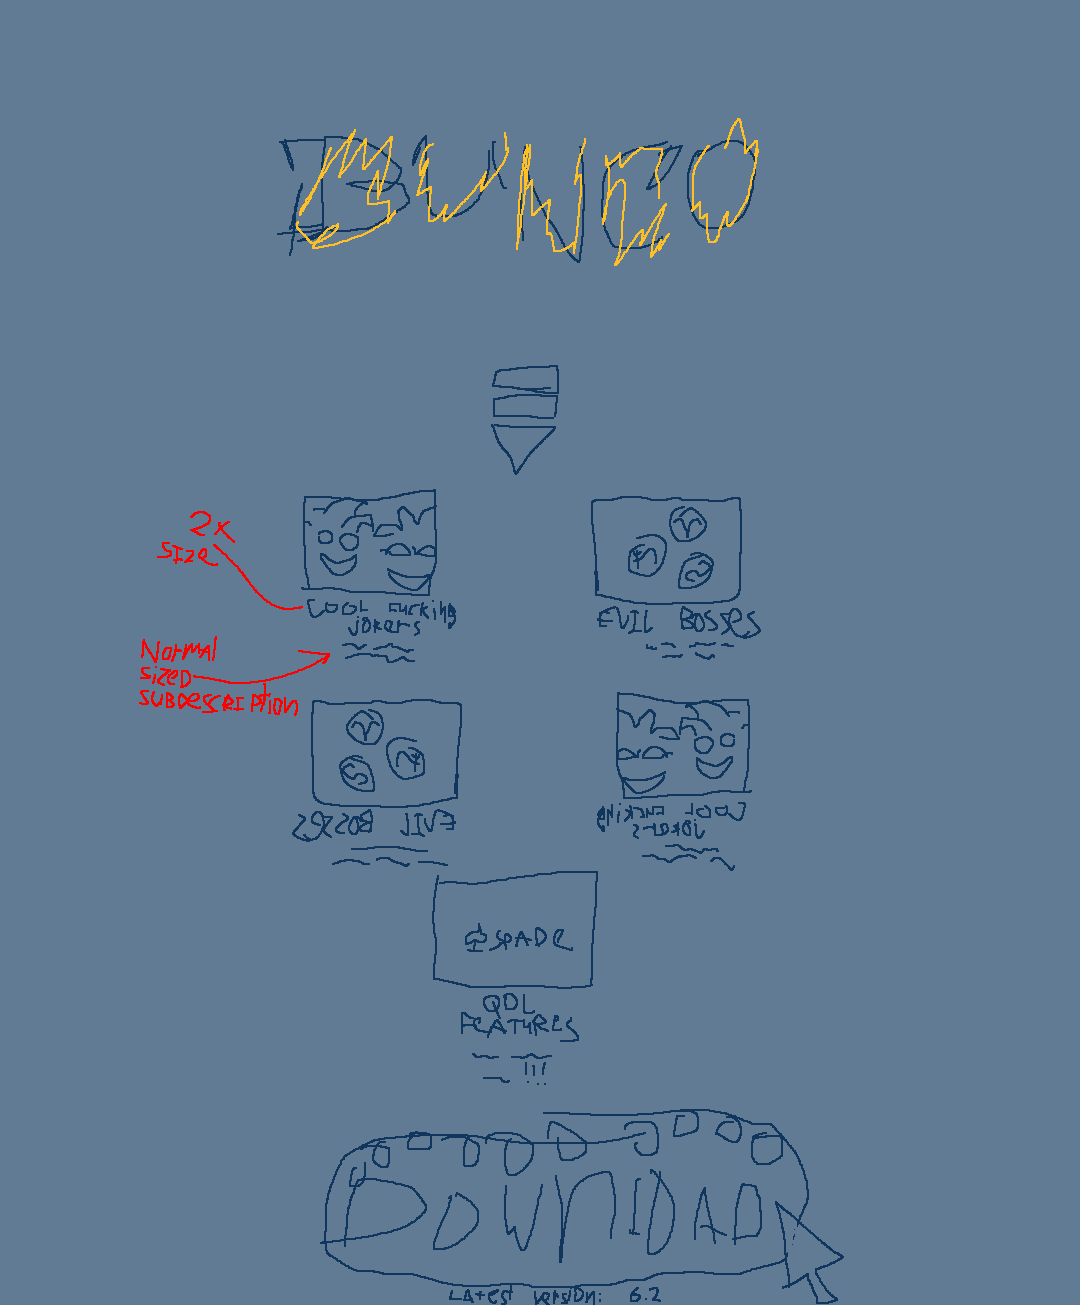 BUNCO
2x
SIZE
COOL FUCKING
jokers
EVIL BOSSES
NORMAL
SIZED
SUBDESCRIPTION
EVIL BOSSES
COOL FUCKING
jokers
SPADE
QOL
FEATURES
!!!
DOWNLOAD
LATEST VERSION: 6.2